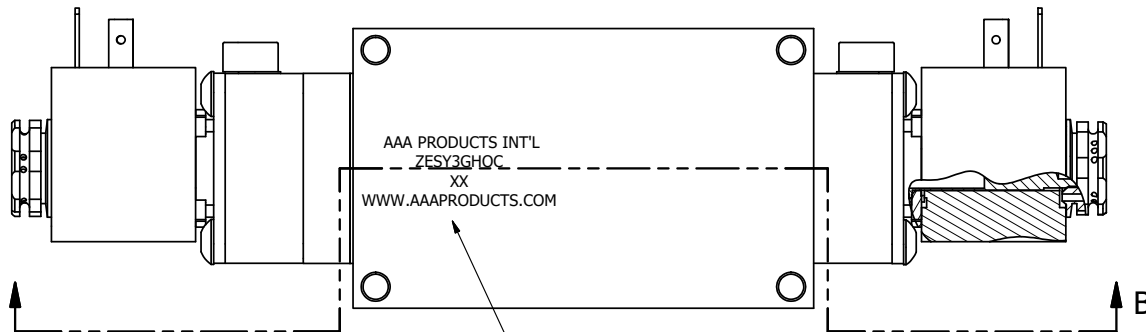 AAA PRODUCTS INT'L
ZESY3GHOC
XX
WWW.AAAPRODUCTS.COM
B